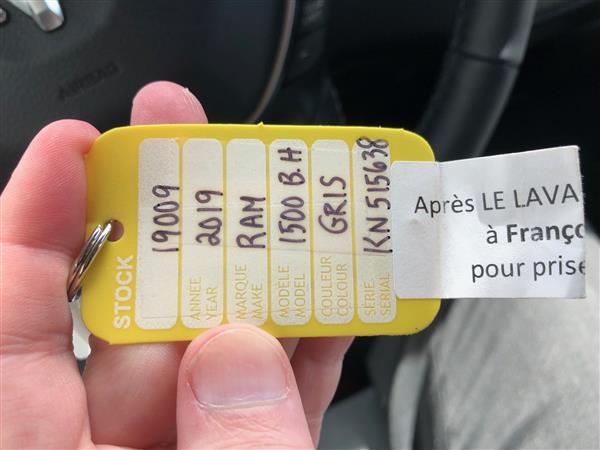 STOCK
19009
ANNÉE
YEAR
2019
MARQUE
MAKE
RAM
MODÈLE
MODEL
1500 B.H
COULEUR
COLOUR
GRIS
SÉRIE
SERIAL
KN515638
Après LE LAVA
à Franço
pour prise
AIRBAG